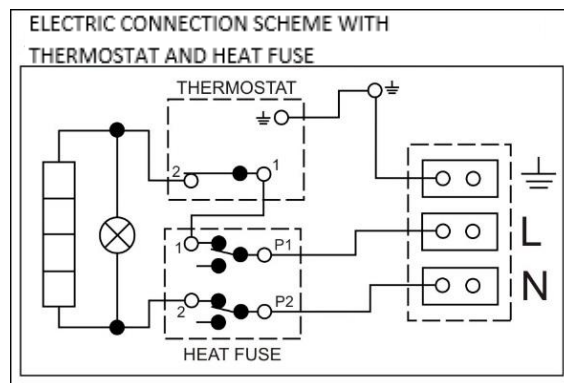 ELECTRIC CONNECTION SCHEME WITH
THERMOSTAT AND HEAT FUSE
THERMOSTAT
2
1
1
P1
L
2
P2
N
HEAT FUSE